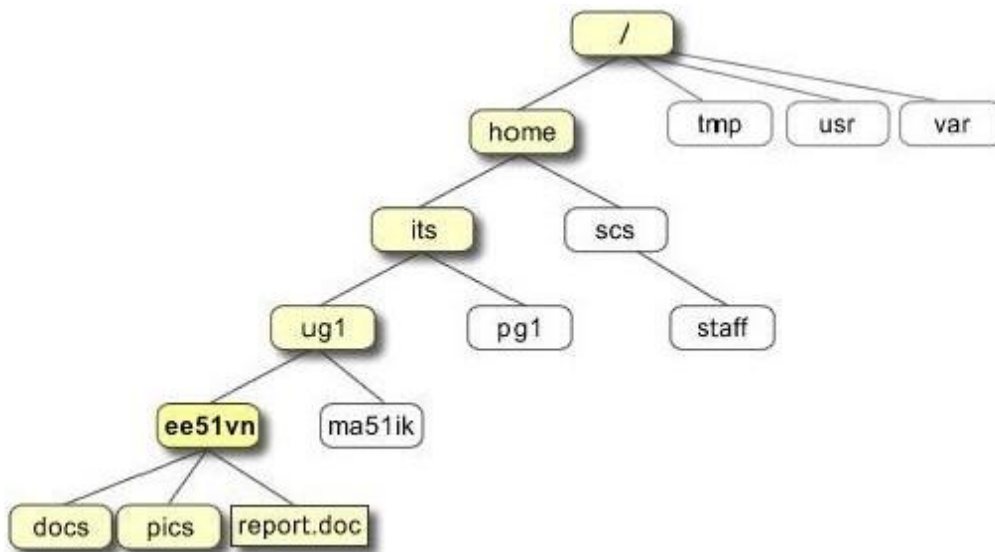 /
home
tmp
usr
var
its
scs
ug1
pg1
staff
ee51vn
ma51ik
docs
pics
report.doc